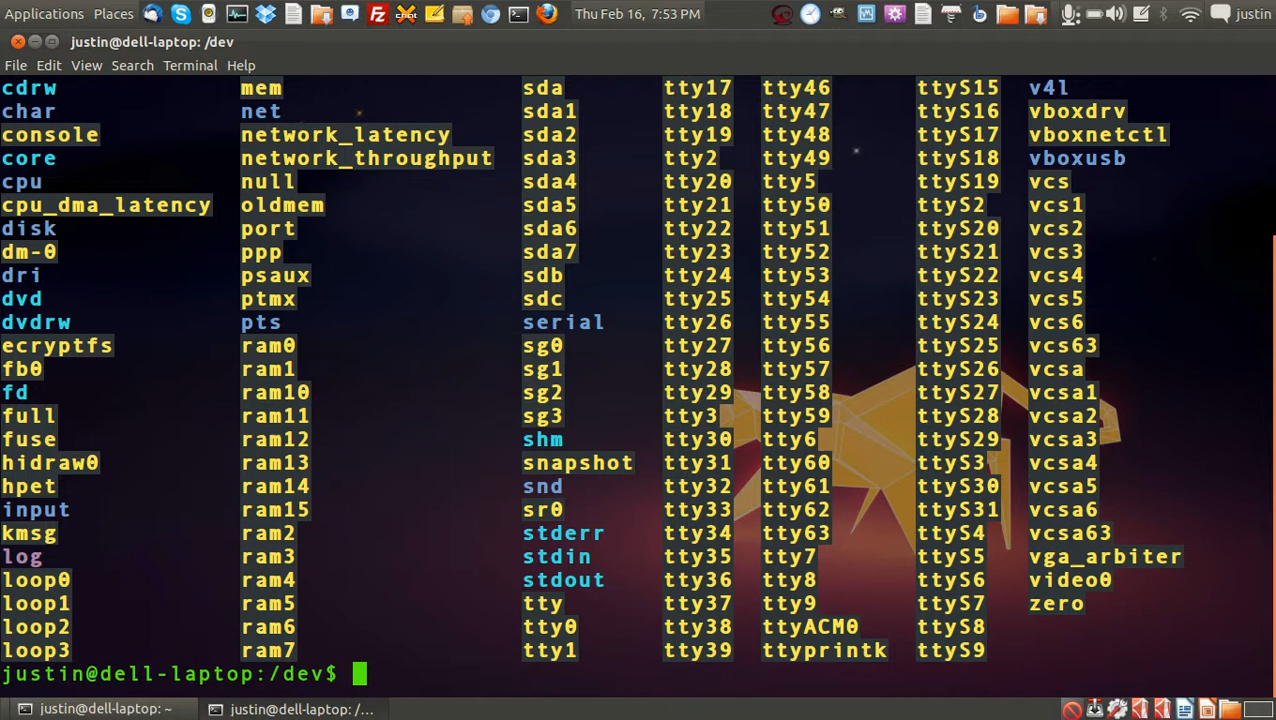 Applications Places Thu Feb 16, 7:53 PM justin
justin@dell-laptop: /dev
File Edit View Search Terminal Help
cdrw mem sda tty17 tty46 ttyS15 v4l
char net sda1 tty18 tty47 ttyS16 vboxdrv
console network_latency sda2 tty19 tty48 ttyS17 vboxnetctl
core network_throughput sda3 tty2 tty49 ttyS18 vboxusb
cpu null sda4 tty20 tty5 ttyS19 vcs
cpu_dma_latency oldmem sda5 tty21 tty50 ttyS2 vcs1
disk port sda6 tty22 tty51 ttyS20 vcs2
dm-0 ppp sda7 tty23 tty52 ttyS21 vcs3
dri psaux sdb tty24 tty53 ttyS22 vcs4
dvd ptmx sdc tty25 tty54 ttyS23 vcs5
dvdrw pts serial tty26 tty55 ttyS24 vcs6
ecryptfs ram0 sg0 tty27 tty56 ttyS25 vcs63
fb0 ram1 sg1 tty28 tty57 ttyS26 vcsa
fd ram10 sg2 tty29 tty58 ttyS27 vcsa1
full ram11 sg3 tty3 tty59 ttyS28 vcsa2
fuse ram12 shm tty30 tty6 ttyS29 vcsa3
hidraw0 ram13 snapshot tty31 tty60 ttyS3 vcsa4
hpet ram14 snd tty32 tty61 ttyS30 vcsa5
input ram15 sr0 tty33 tty62 ttyS31 vcsa6
kmsg ram2 stderr tty34 tty63 ttyS4 vcsa63
log ram3 stdin tty35 tty7 ttyS5 vga_arbiter
loop0 ram4 stdout tty36 tty8 ttyS6 video0
loop1 ram5 tty tty37 tty9 ttyS7 zero
loop2 ram6 tty0 tty38 ttyACM0 ttyS8
loop3 ram7 tty1 tty39 ttyprintk ttyS9
justin@dell-laptop:/dev$
justin@dell-laptop: ~ justin@dell-laptop: /...